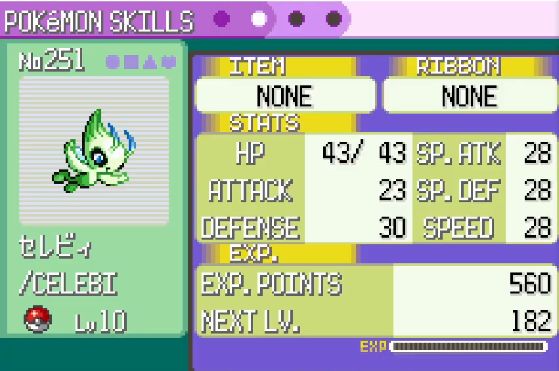 POKéMON SKILLS
No251
セレビィ
/CELEBI
Lv10
ITEM RIBBON
NONE NONE
STATS
HP 43/ 43 SP. ATK 28
ATTACK 23 SP. DEF 28
DEFENSE 30 SPEED 28
EXP.
EXP. POINTS 560
NEXT LV. 182
EXP